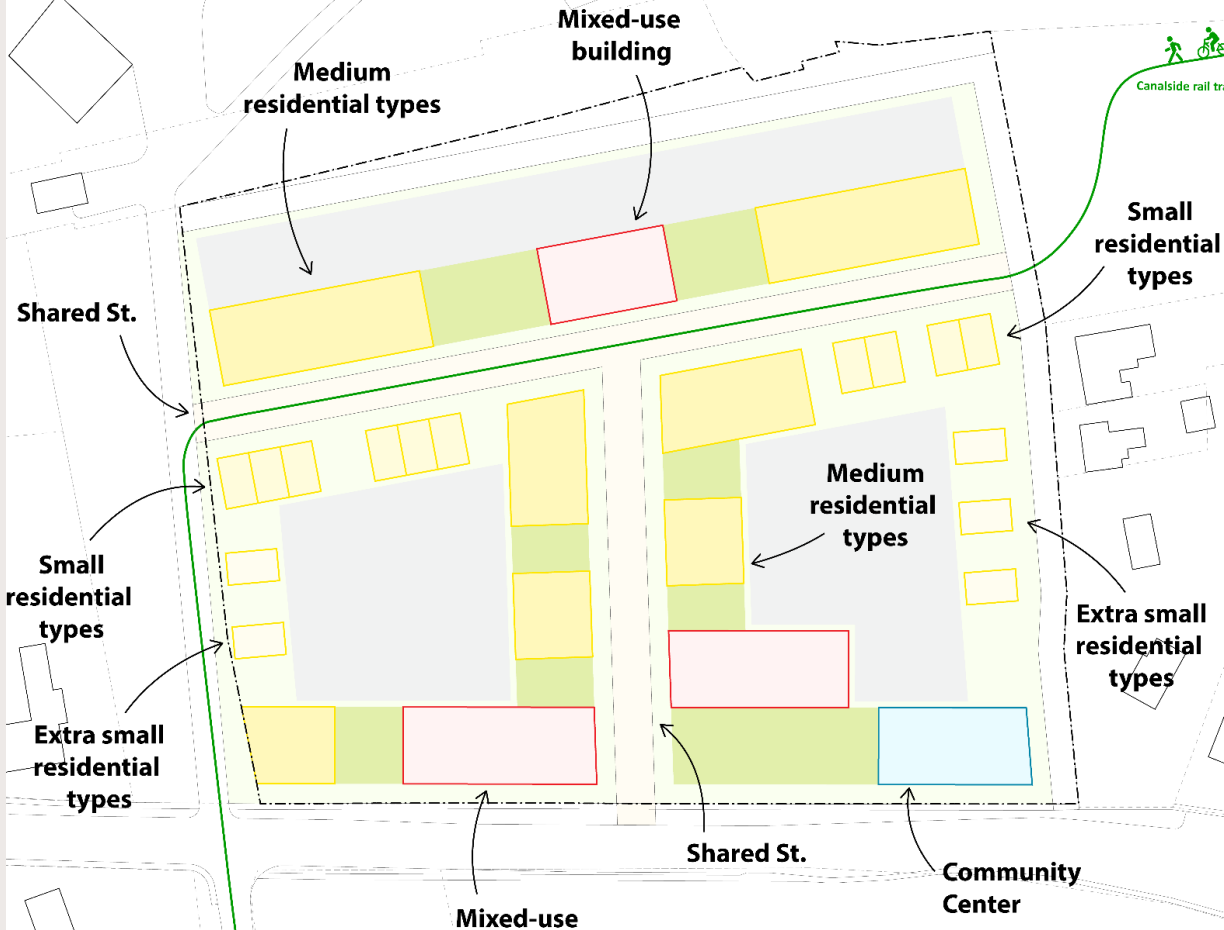 Mixed-use
building
Medium
residential types
Canalside rail tra
Small
residential
types
Shared St.
Medium
residential
types
Small
residential
types
Extra small
residential
types
Extra small
residential
types
Shared St.
Community
Center
Mixed-use